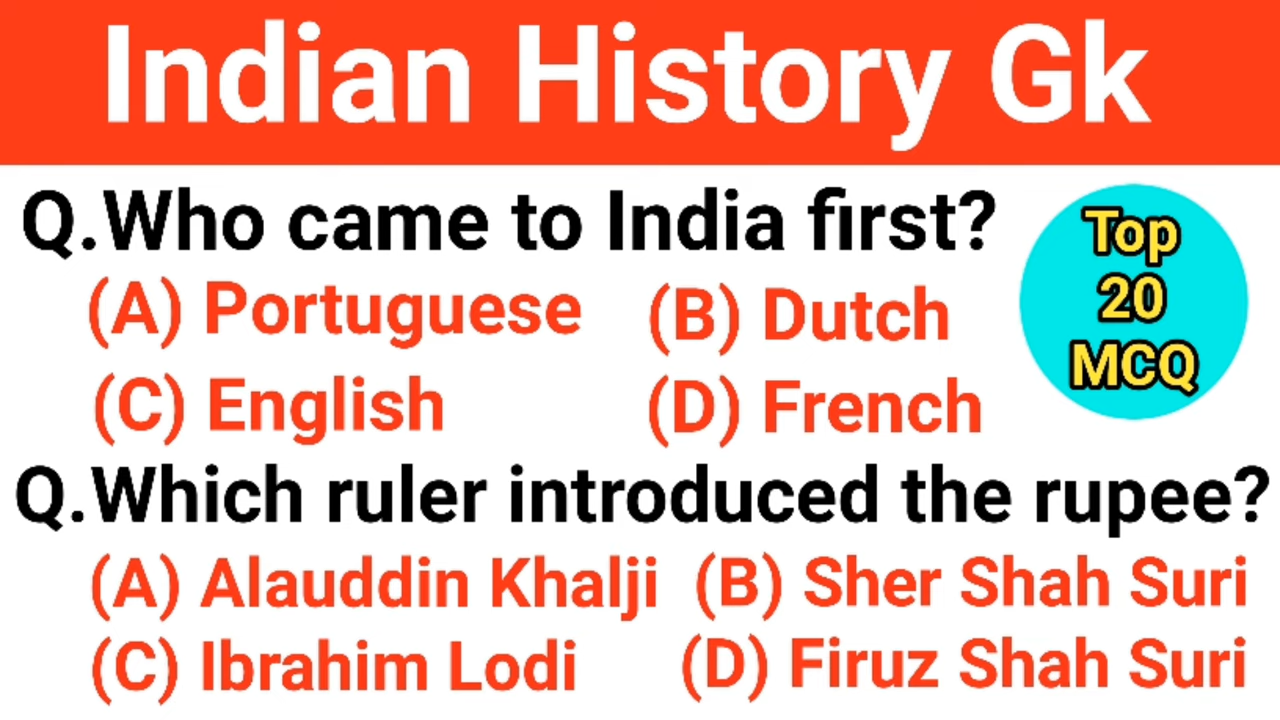 Indian History Gk
Q.Who came to India first?
(A) Portuguese (B) Dutch
(C) English (D) French
Top
20
MCQ
Q.Which ruler introduced the rupee?
(A) Alauddin Khalji (B) Sher Shah Suri
(C) Ibrahim Lodi (D) Firuz Shah Suri